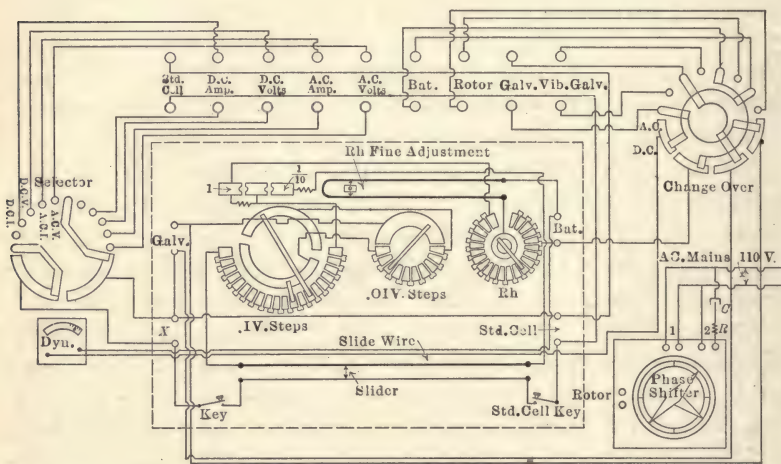 Std. Cell
D.C. Amp.
D.C. Volts
A.C. Amp.
A.C. Volts
Bat.
Rotor
Galv.
Vib. Galv.
A.C.
D.C.
Change Over
Rh Fine Adjustment
1
1/10
Selector
D.C.I.
D.C.V.
A.C.I.
A.C.V.
Galv.
Bat.
.1V. Steps
.01V. Steps
Rh
A.C. Mains 110 V.
X
Std. Cell
C
1
2
R
Dyn.
Slide Wire
Slider
Key
Std. Cell Key
Rotor
Phase Shifter